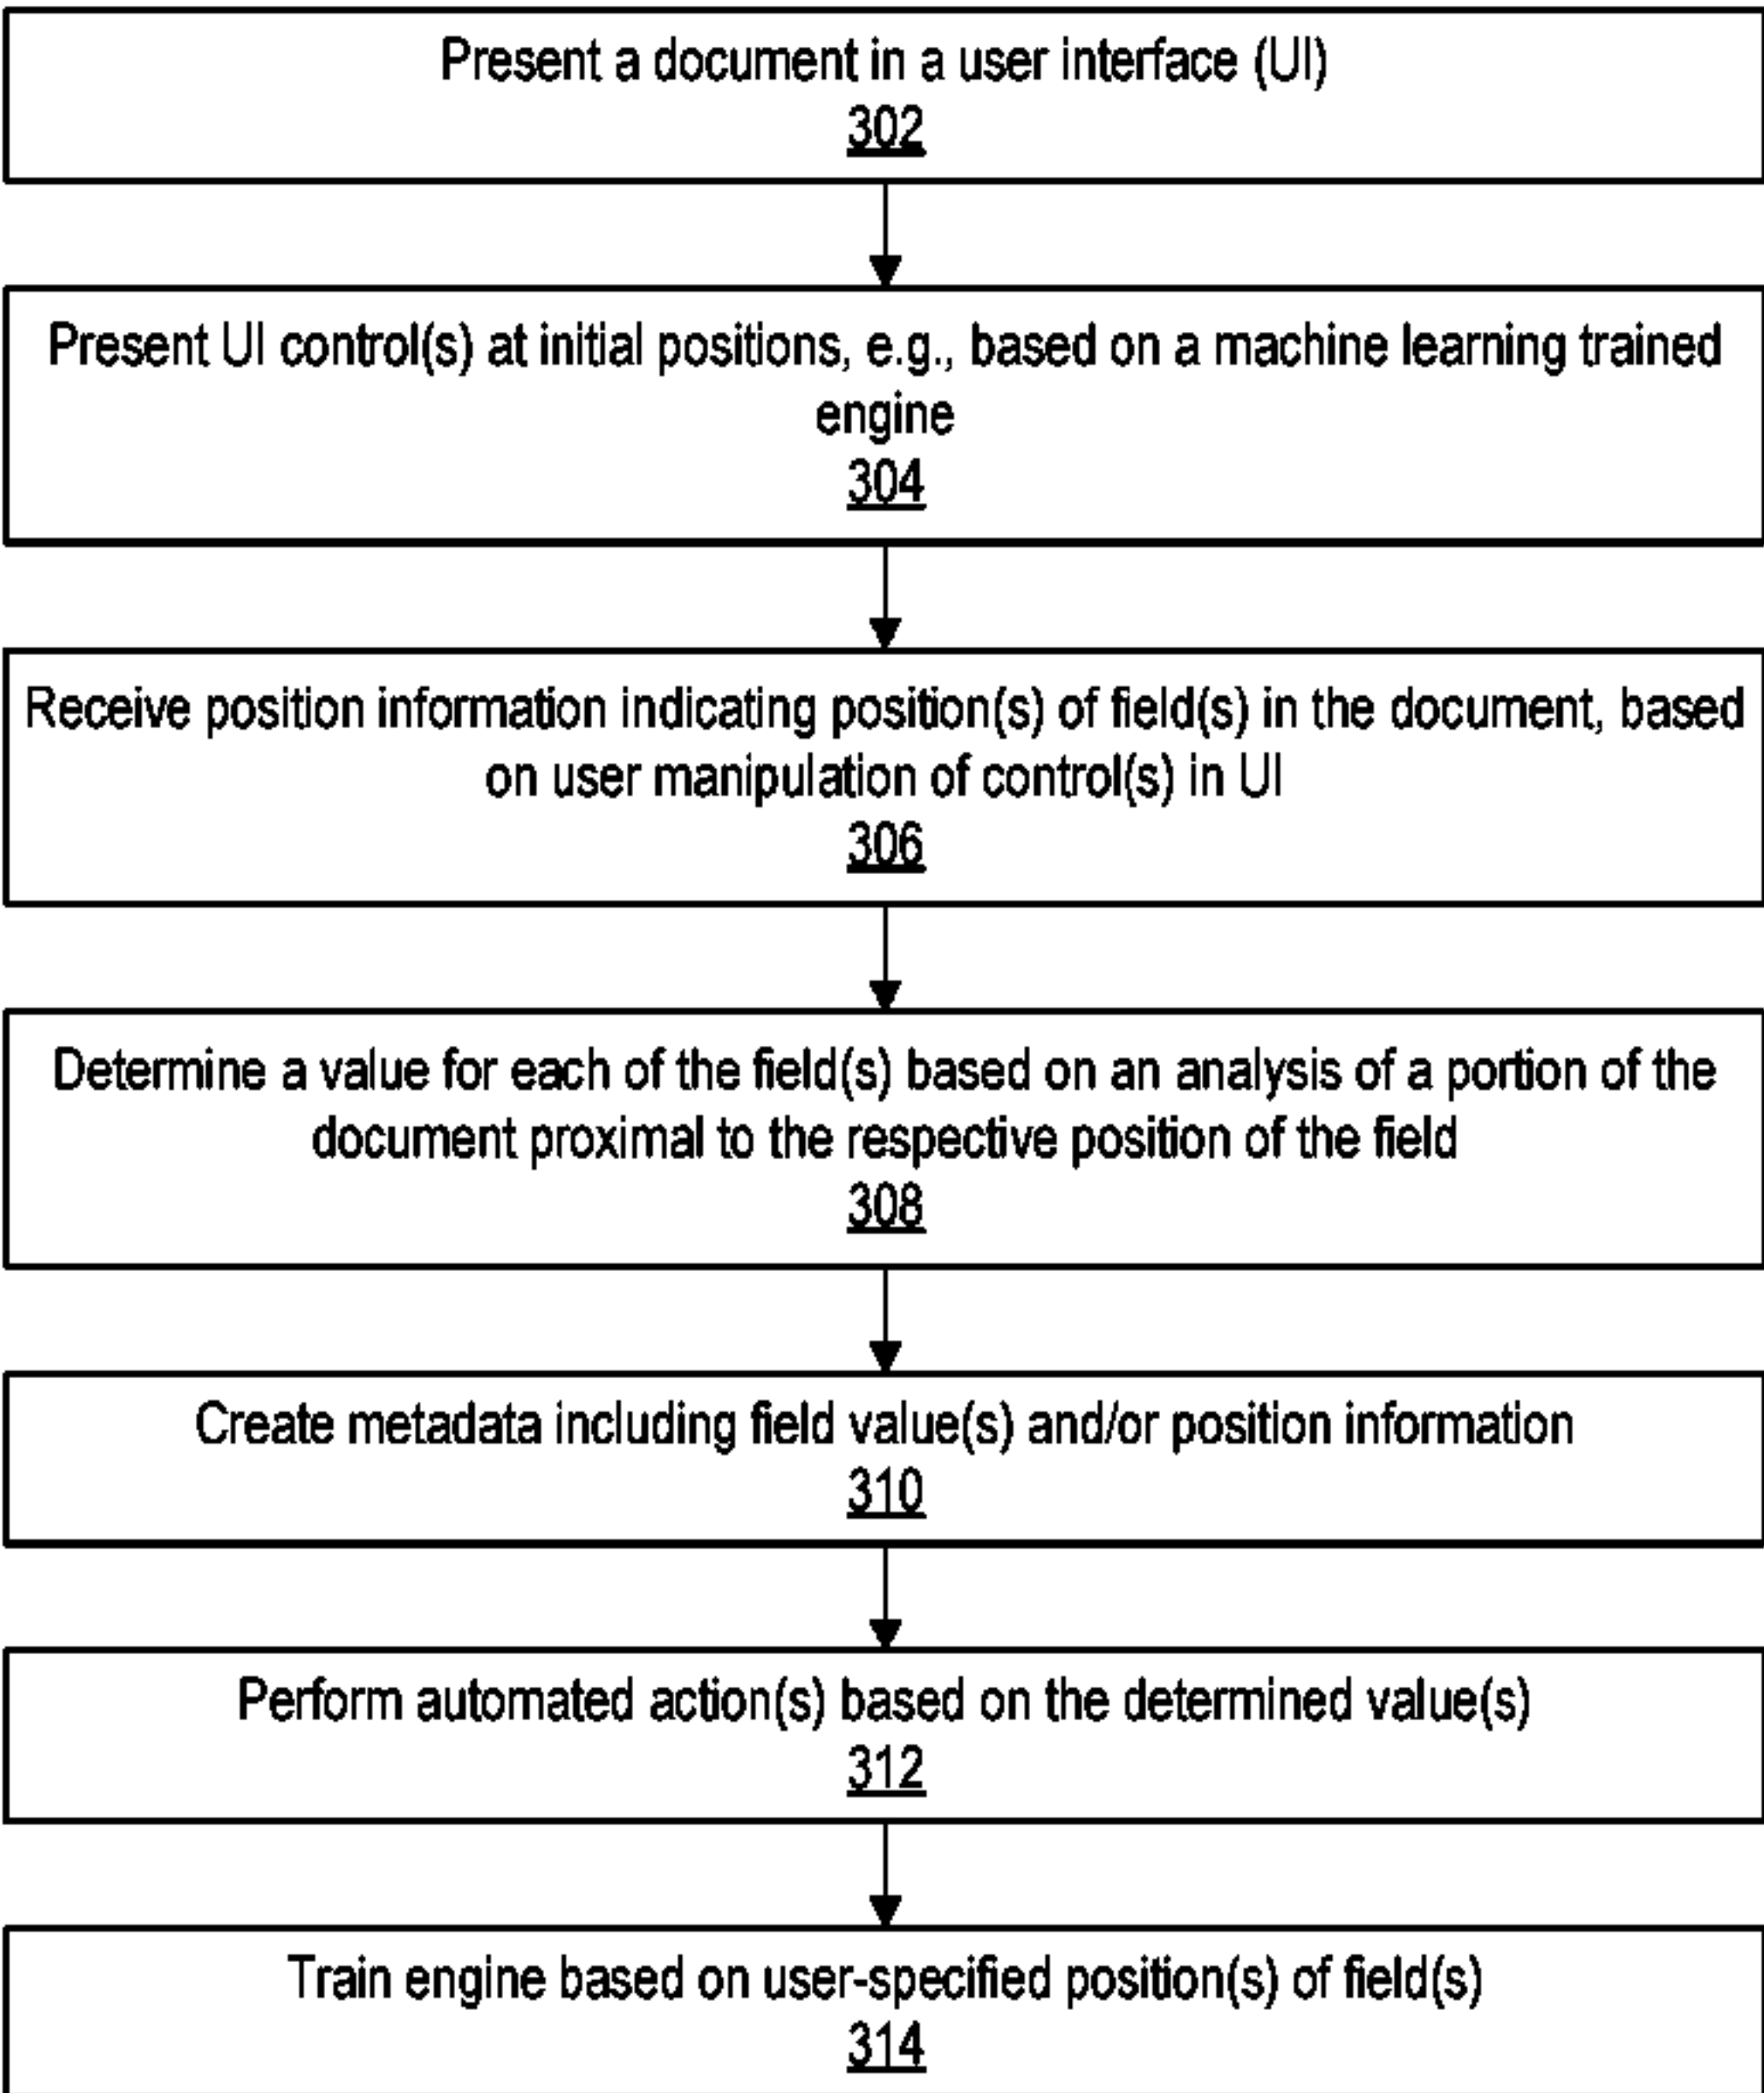 Present a document in a user interface (UI)
302
Present UI control(s) at initial positions, e.g., based on a machine learning trained
engine
304
Receive position information indicating position(s) of field(s) in the document, based
on user manipulation of control(s) in UI
306
Determine a value for each of the field(s) based on an analysis of a portion of the
document proximal to the respective position of the field
308
Create metadata including field value(s) and/or position information
310
Perform automated action(s) based on the determined value(s)
312
Train engine based on user-specified position(s) of field(s)
314